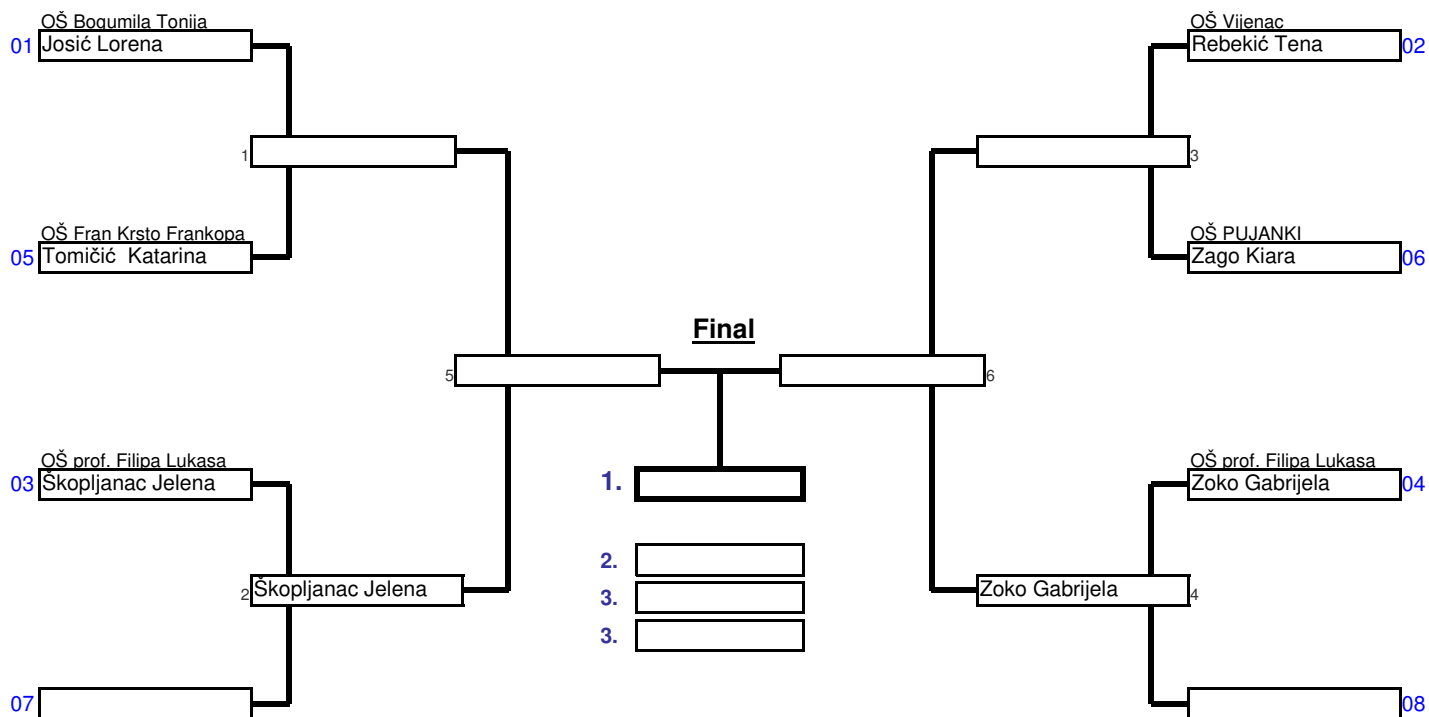 OŠ Bogumila Tonija
01 Josić Lorena
1
OŠ Fran Krsto Frankopa
05 Tomičić  Katarina
5
OŠ prof. Filipa Lukasa
03 Škopljanac Jelena
2 Škopljanac Jelena
07
Final
1.
2.
3.
3.
OŠ Vijenac
Rebekić Tena 02
3
OŠ PUJANKI
Zago Kiara 06
6
OŠ prof. Filipa Lukasa
Zoko Gabrijela 04
Zoko Gabrijela 4
08